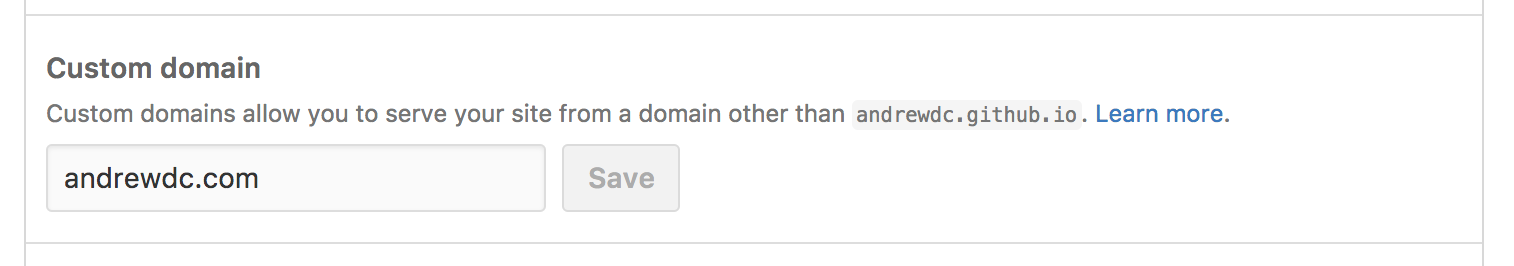 Custom domain
Custom domains allow you to serve your site from a domain other than andrewdc.github.io. Learn more.
andrewdc.com Save